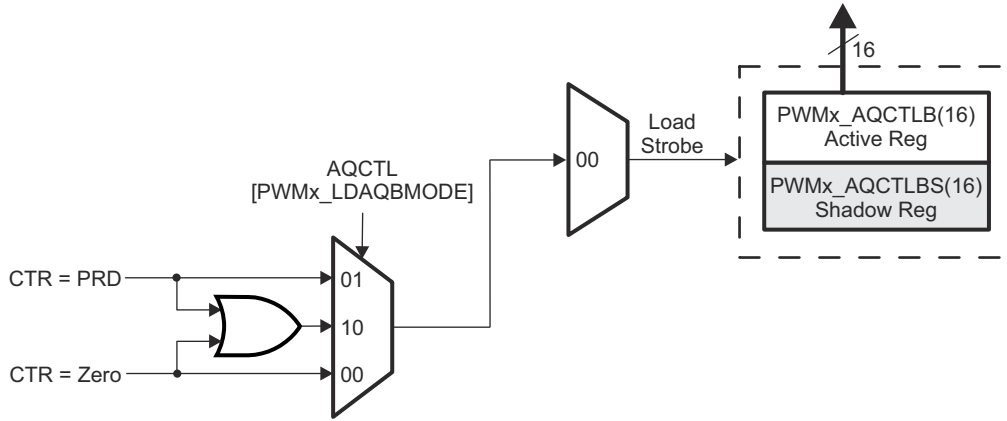 16
PWMx_AQCTLB(16)
Active Reg
PWMx_AQCTLBS(16)
Shadow Reg
Load
Strobe
00
AQCTL
[PWMx_LDAQBMODE]
CTR = PRD
01
10
CTR = Zero
00